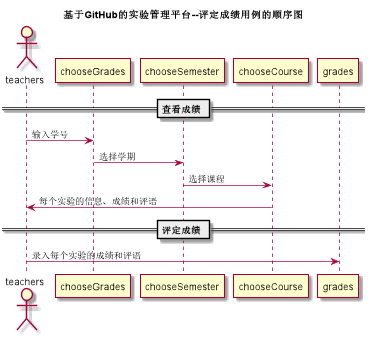 基于GitHub的实验管理平台--评定成绩用例的顺序图
teachers
chooseGrades
chooseSemester
chooseCourse
grades
查看成绩
输入学号
选择学期
选择课程
每个实验的信息、成绩和评语
评定成绩
录入每个实验的成绩和评语
teachers
chooseGrades
chooseSemester
chooseCourse
grades